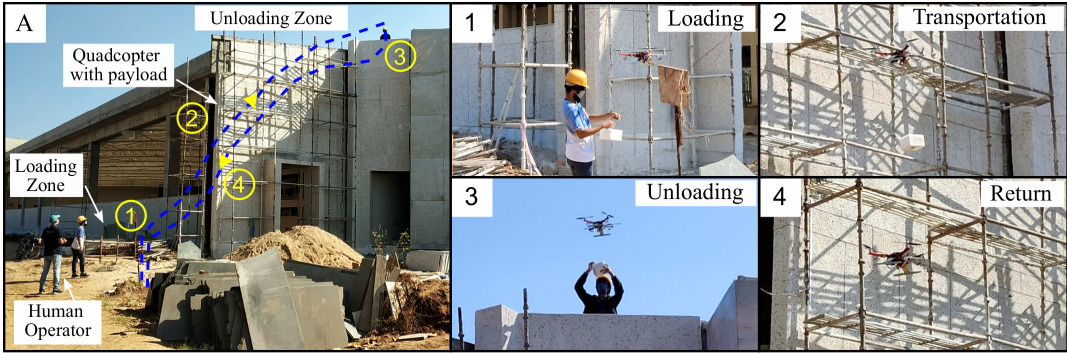 A
Unloading Zone
Quadcopter
with payload
3
2
Loading
Zone
4
1
Human
Operator
1
Loading
2
Transportation
3
Unloading
4
Return